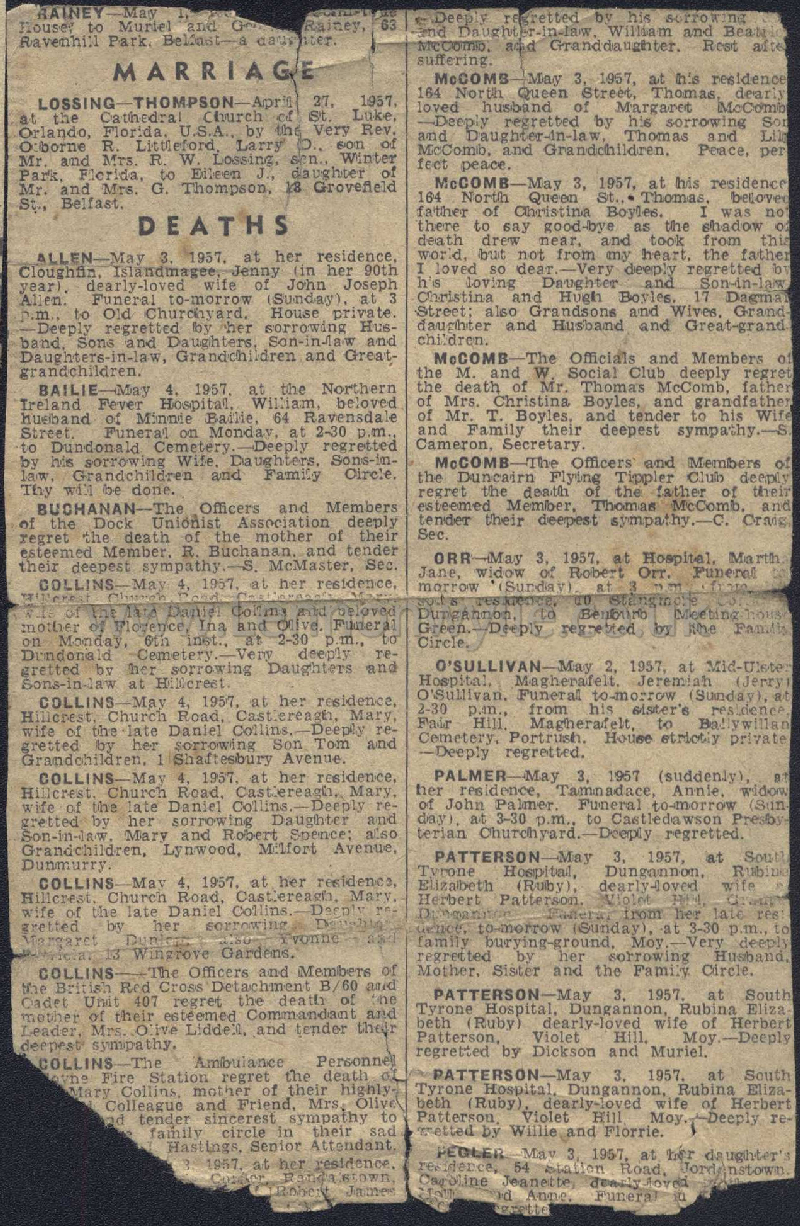 RAINEY—May 1,
House) to Muriel and Rainey, 63
Ravenhill Park, Belfast—a daughter.
MARRIAGE
LOSSING—THOMPSON—April 27, 1957,
at the Cathedral Church of St. Luke,
Orlando, Florida, U.S.A., by the Very Rev.
Osborne R. Littleford, Larry D., son of
Mr. and Mrs. R. W. Lossing, sen., Winter
Park, Florida, to Eileen J., daughter of
Mr. and Mrs. G. Thompson, 18 Grovefield
St., Belfast.
DEATHS
ALLEN—May 3, 1957, at her residence,
Cloughfin, Islandmagee, Jenny (in her 90th
year), dearly-loved wife of John Joseph
Allen. Funeral to-morrow (Sunday), at 3
p.m., to Old Churchyard. House private.
—Deeply regretted by her sorrowing Hus-
band, Sons and Daughters, Son-in-law and
Daughters-in-law, Grandchildren and Great-
grandchildren.
BAILIE—May 4, 1957, at the Northern
Ireland Fever Hospital, William, beloved
husband of Minnie Bailie, 64 Ravensdale
Street. Funeral on Monday, at 2-30 p.m.,
to Dundonald Cemetery.—Deeply regretted
by his sorrowing Wife, Daughters, Sons-in-
law, Grandchildren and Family Circle.
Thy will be done.
BUCHANAN—The Officers and Members
of the Dock Unionist Association deeply
regret the death of the mother of their
esteemed Member, R. Buchanan, and tender
their deepest sympathy.—S. McMaster, Sec.
COLLINS—May 4, 1957, at her residence,
Hillcrest, Church Road, Castlereagh, Mary,
wife of the late Daniel Collins and beloved
mother of Florence, Ina and Olive. Funeral
on Monday, 6th inst., at 2-30 p.m., to
Dundonald Cemetery.—Very deeply re-
gretted by her sorrowing Daughters and
Sons-in-law at Hillcrest.
COLLINS—May 4, 1957, at her residence,
Hillcrest, Church Road, Castlereagh, Mary,
wife of the late Daniel Collins.—Deeply re-
gretted by her sorrowing Son Tom and
Grandchildren, 1 Shaftesbury Avenue.
COLLINS—May 4, 1957, at her residence,
Hillcrest, Church Road, Castlereagh, Mary,
wife of the late Daniel Collins.—Deeply re-
gretted by her sorrowing Daughter and
Son-in-law, Mary and Robert Spence; also
Grandchildren, Lynwood, Milfort Avenue,
Dunmurry.
COLLINS—May 4, 1957, at her residence,
Hillcrest, Church Road, Castlereagh, Mary,
wife of the late Daniel Collins.—Deeply re-
gretted by her sorrowing Daughter
Margaret also Yvonne and
13 Wingrove Gardens.
COLLINS—The Officers and Members of
the British Red Cross Detachment B/60 and
Cadet Unit 407 regret the death of the
mother of their esteemed Commandant and
Leader, Mrs. Olive Liddell, and tender their
deepest sympathy.
COLLINS—The Ambulance Personnel
Fire Station regret the death of
Mary Collins, mother of their highly-
Colleague and Friend, Mrs. Olive
and tender sincerest sympathy to
family circle in their sad
Hastings, Senior Attendant.
3, 1957, at her residence,
Randalstown,
Robert James
Deeply regretted by his sorrowing
and Daughter-in-law, William and
McComb, and Granddaughter. Rest after
suffering.
McCOMB—May 3, 1957, at his residence
164 North Queen Street, Thomas, dearly
loved husband of Margaret McComb
—Deeply regretted by his sorrowing Son
and Daughter-in-law, Thomas and Lily
McComb, and Grandchildren. Peace, per
fect peace.
McCOMB—May 3, 1957, at his residence
164 North Queen St., Thomas, beloved
father of Christina Boyles. I was not
there to say good-bye as the shadow of
death drew near, and took from this
world, but not from my heart, the father
I loved so dear.—Very deeply regretted by
his loving Daughter and Son-in-law
Christina and Hugh Boyles, 17 Dagmar
Street; also Grandsons and Wives, Grand-
daughter and Husband and Great-grand
children.
McCOMB—The Officials and Members of
the M. and W. Social Club deeply regret
the death of Mr. Thomas McComb, father
of Mrs. Christina Boyles, and grandfather
of Mr. T. Boyles, and tender to his Wife
and Family their deepest sympathy.—S.
Cameron, Secretary.
McCOMB—The Officers and Members of
the Duncairn Flying Tippler Club deeply
regret the death of the father of their
esteemed Member, Thomas McComb, and
tender their deepest sympathy.—C. Craig,
Sec.
ORR—May 3, 1957, at Hospital, Martha
Jane, widow of Robert Orr. Funeral to-
morrow (Sunday), at 3 p.m., from
residence, Stangmore
Dungannon, to Benburb Meeting-house
Green.—Deeply regretted by the Family
Circle.
O'SULLIVAN—May 2, 1957, at Mid-Ulster
Hospital, Magherafelt, Jeremiah (Jerry)
O'Sullivan. Funeral to-morrow (Sunday), at
2-30 p.m., from his sister's residence,
Fair Hill, Magherafelt, to Ballywillan
Cemetery, Portrush. House strictly private
—Deeply regretted.
PALMER—May 3, 1957 (suddenly), at
her residence, Tamnadace, Annie, widow
of John Palmer. Funeral to-morrow (Sun-
day), at 3-30 p.m., to Castledawson Presby-
terian Churchyard.—Deeply regretted.
PATTERSON—May 3, 1957, at South
Tyrone Hospital, Dungannon, Rubina
Elizabeth (Ruby), dearly-loved wife of
Herbert Patterson, Violet Hill,
Dungannon. Funeral from her late resi-
dence, to-morrow (Sunday), at 3-30 p.m., to
family burying-ground, Moy.—Very deeply
regretted by her sorrowing Husband,
Mother, Sister and the Family Circle.
PATTERSON—May 3, 1957, at South
Tyrone Hospital, Dungannon, Rubina Eliza-
beth (Ruby) dearly-loved wife of Herbert
Patterson, Violet Hill, Moy.—Deeply
regretted by Dickson and Muriel.
PATTERSON—May 3, 1957, at South
Tyrone Hospital, Dungannon, Rubina Eliza-
beth (Ruby), dearly-loved wife of Herbert
Patterson, Violet Hill Moy.—Deeply re-
gretted by Willie and Florrie.
PEGLER—May 3, 1957, at her daughter's
residence, 54 Station Road, Jordanstown,
Caroline Jeanette, dearly-loved
Anne. Funeral